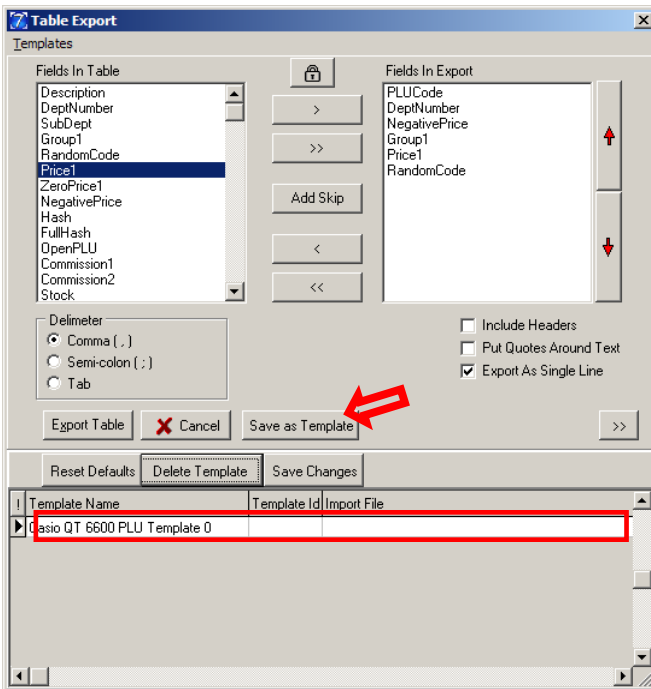 Table Export
Templates
Fields In Table
Description
DeptNumber
SubDept
Group1
RandomCode
Price1
ZeroPrice1
NegativePrice
Hash
FullHash
OpenPLU
Commission1
Commission2
Stock
>
>>
Add Skip
<
<<
Fields In Export
PLUCode
DeptNumber
NegativePrice
Group1
Price1
RandomCode
Delimeter
Comma ( , )
Semi-colon ( ; )
Tab
Include Headers
Put Quotes Around Text
Export As Single Line
Export Table Cancel Save as Template >>
Reset Defaults Delete Template Save Changes
! Template Name Template Id Import File
Casio QT 6600 PLU Template 0